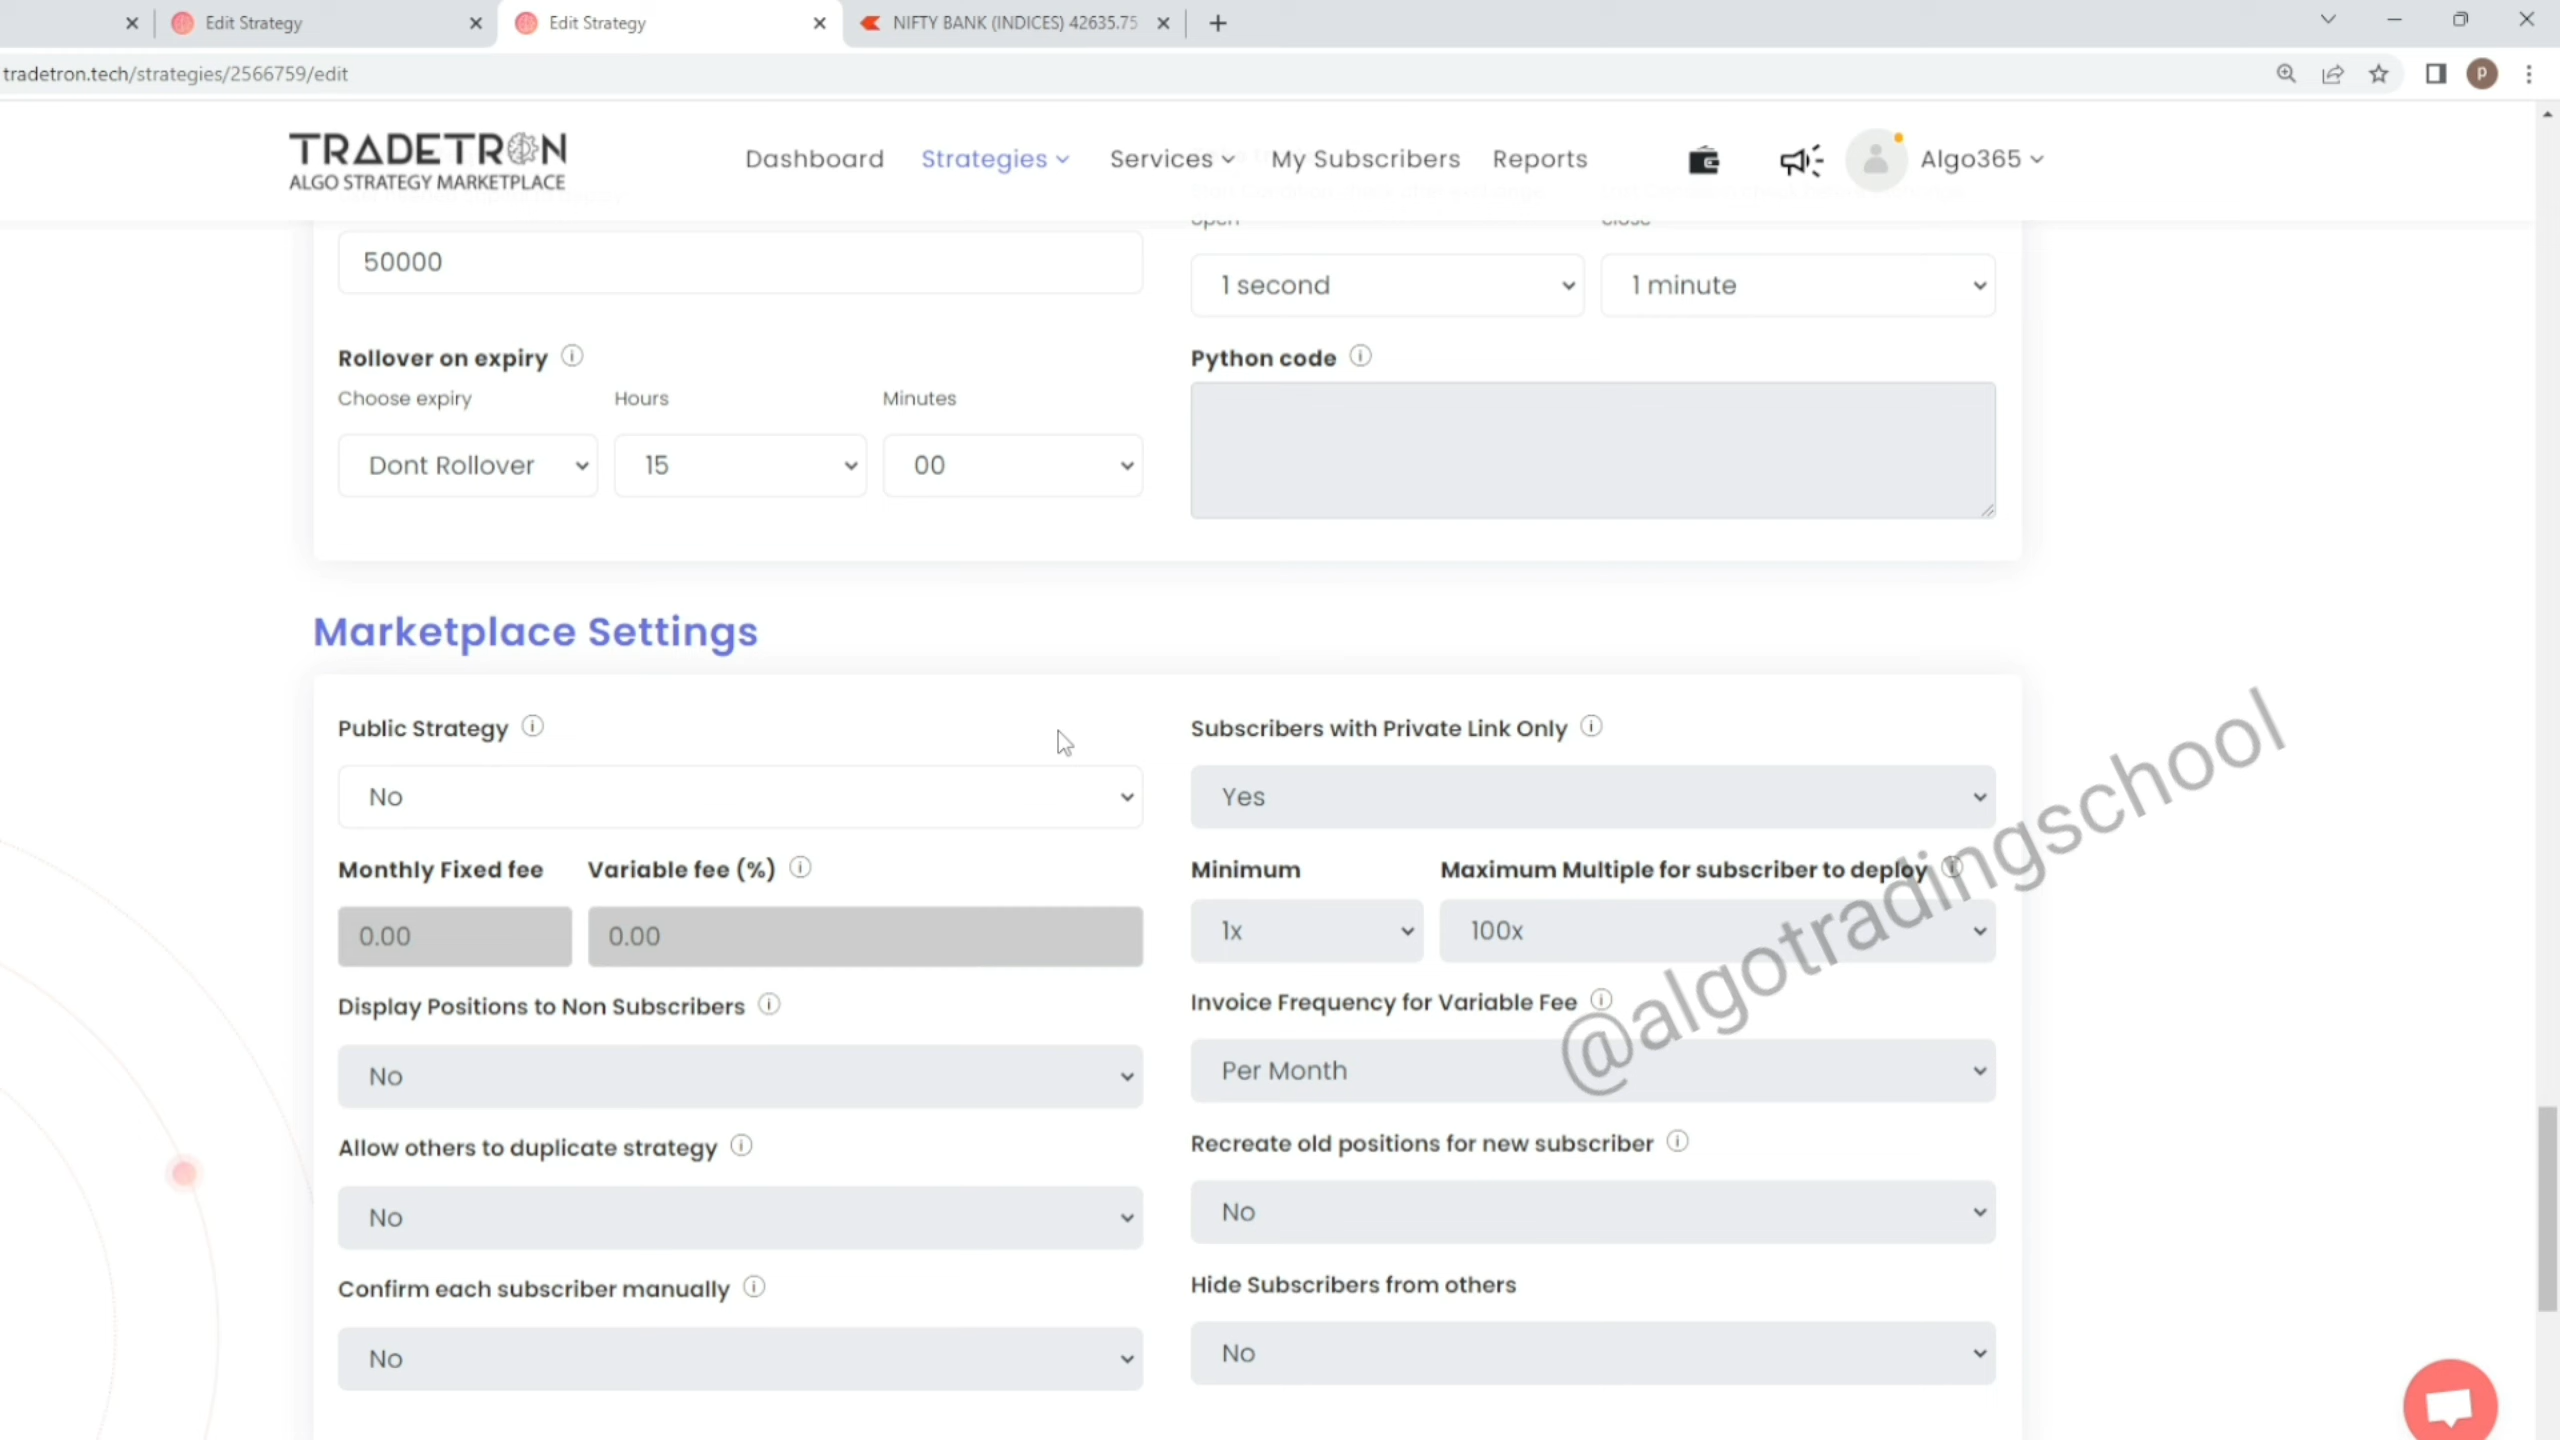 Edit Strategy
Edit Strategy
NIFTY BANK (INDICES) 42635.75
tradetron.tech/strategies/2566759/edit
p
TRADETRON
ALGO STRATEGY MARKETPLACE
Dashboard
Strategies
Services
My Subscribers
Reports
Algo365
50000
1 second
1 minute
Rollover on expiry
Python code
Choose expiry
Hours
Minutes
Dont Rollover
15
00
Marketplace Settings
Public Strategy
Subscribers with Private Link Only
No
Yes
Monthly Fixed fee
Variable fee (%)
Minimum
Maximum Multiple for subscriber to deploy
0.00
0.00
1x
100x
Display Positions to Non Subscribers
Invoice Frequency for Variable Fee
No
Per Month
Allow others to duplicate strategy
Recreate old positions for new subscriber
No
No
Confirm each subscriber manually
Hide Subscribers from others
No
No
@algotradingschool